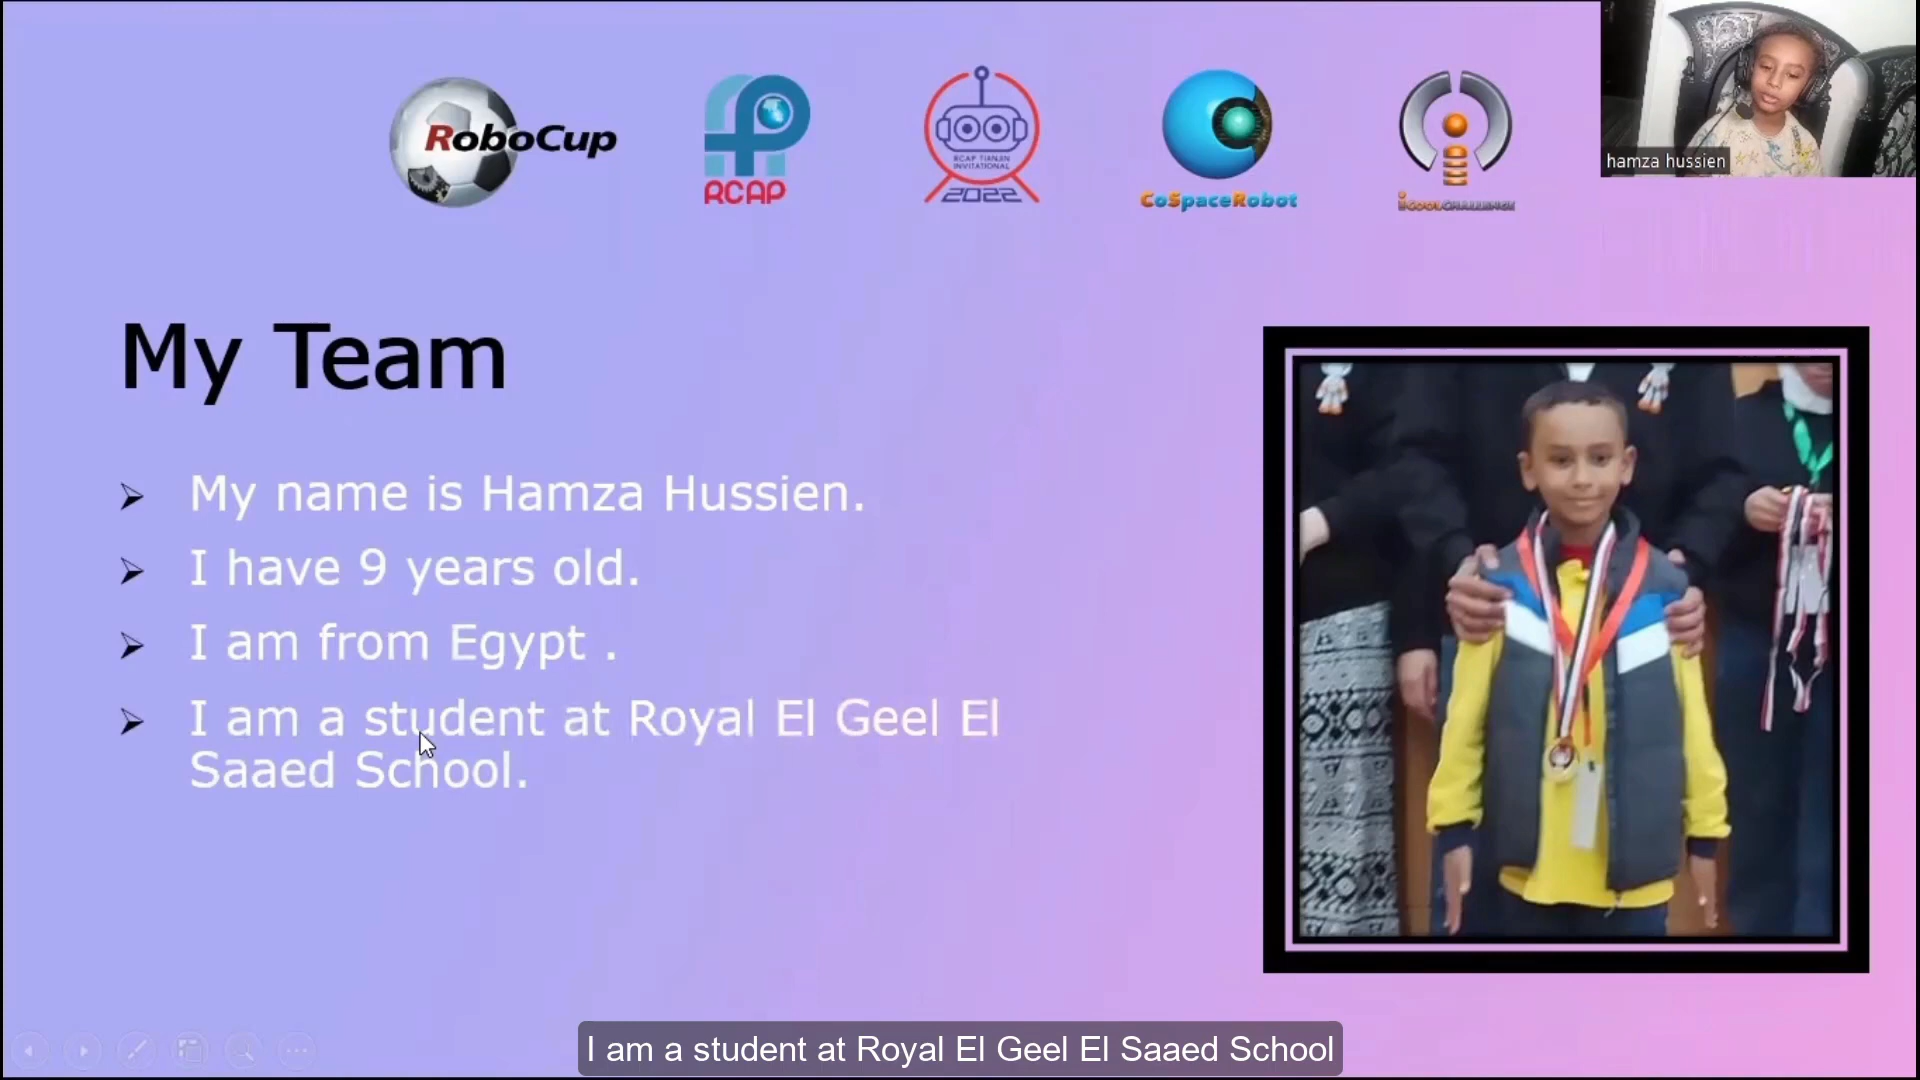 RoboCup
RCAP
RCAP TIANJIN
INVITATIONAL
2022
CoSpaceRobot
iCOOLCHALLENGE
hamza hussien
My Team
My name is Hamza Hussien.
I have 9 years old.
I am from Egypt .
I am a student at Royal El Geel El
Saaed School.
I am a student at Royal El Geel El Saaed School